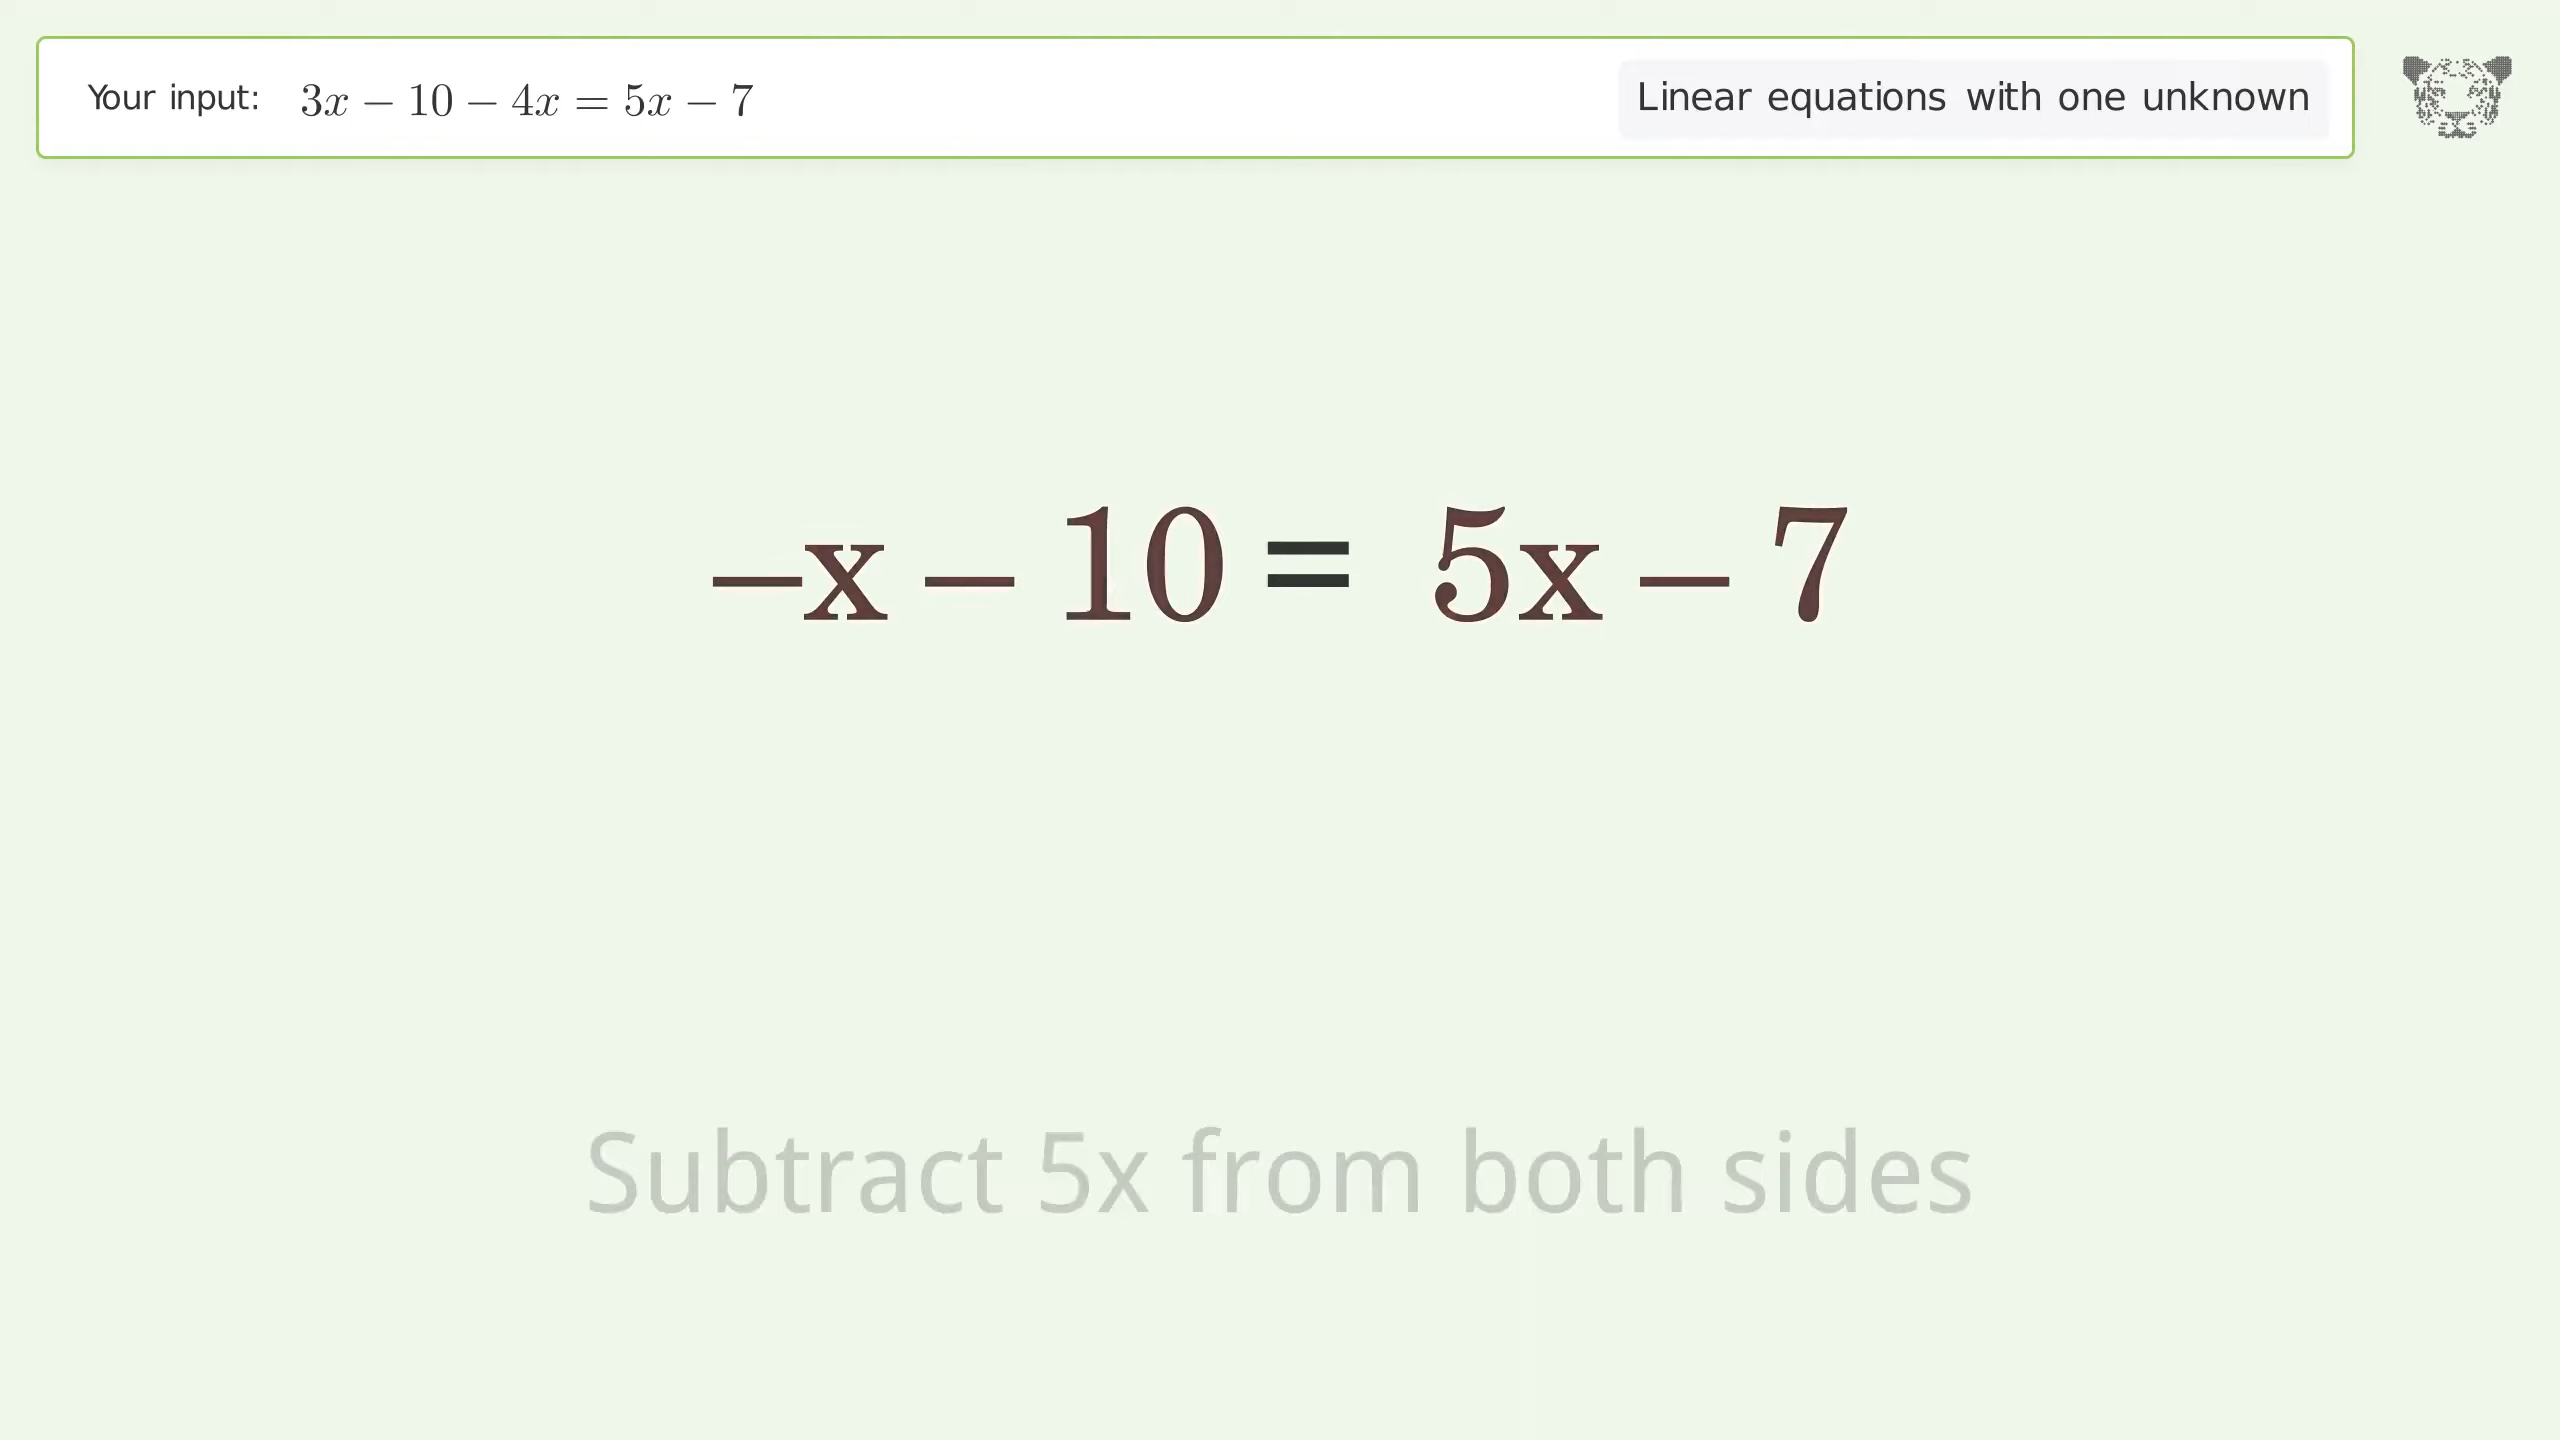 Your input: 3x − 10 − 4x = 5x − 7
Linear equations with one unknown
−x − 10 = 5x − 7
Subtract 5x from both sides